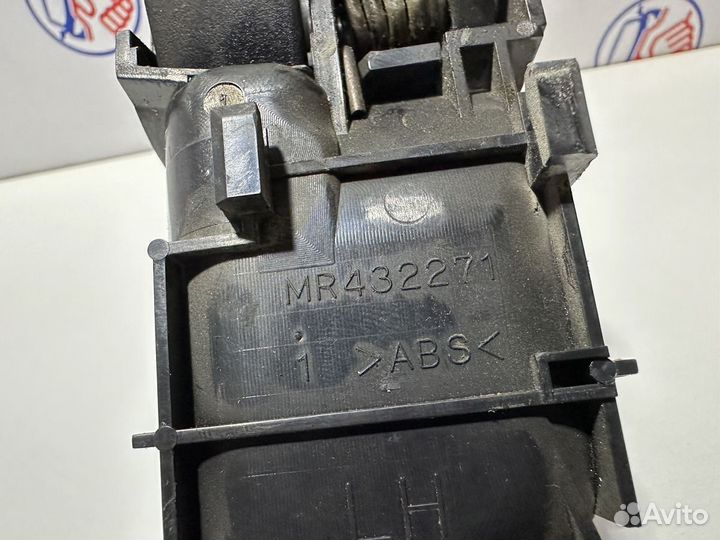 MR432271
1 >ABS<
LH
Avito